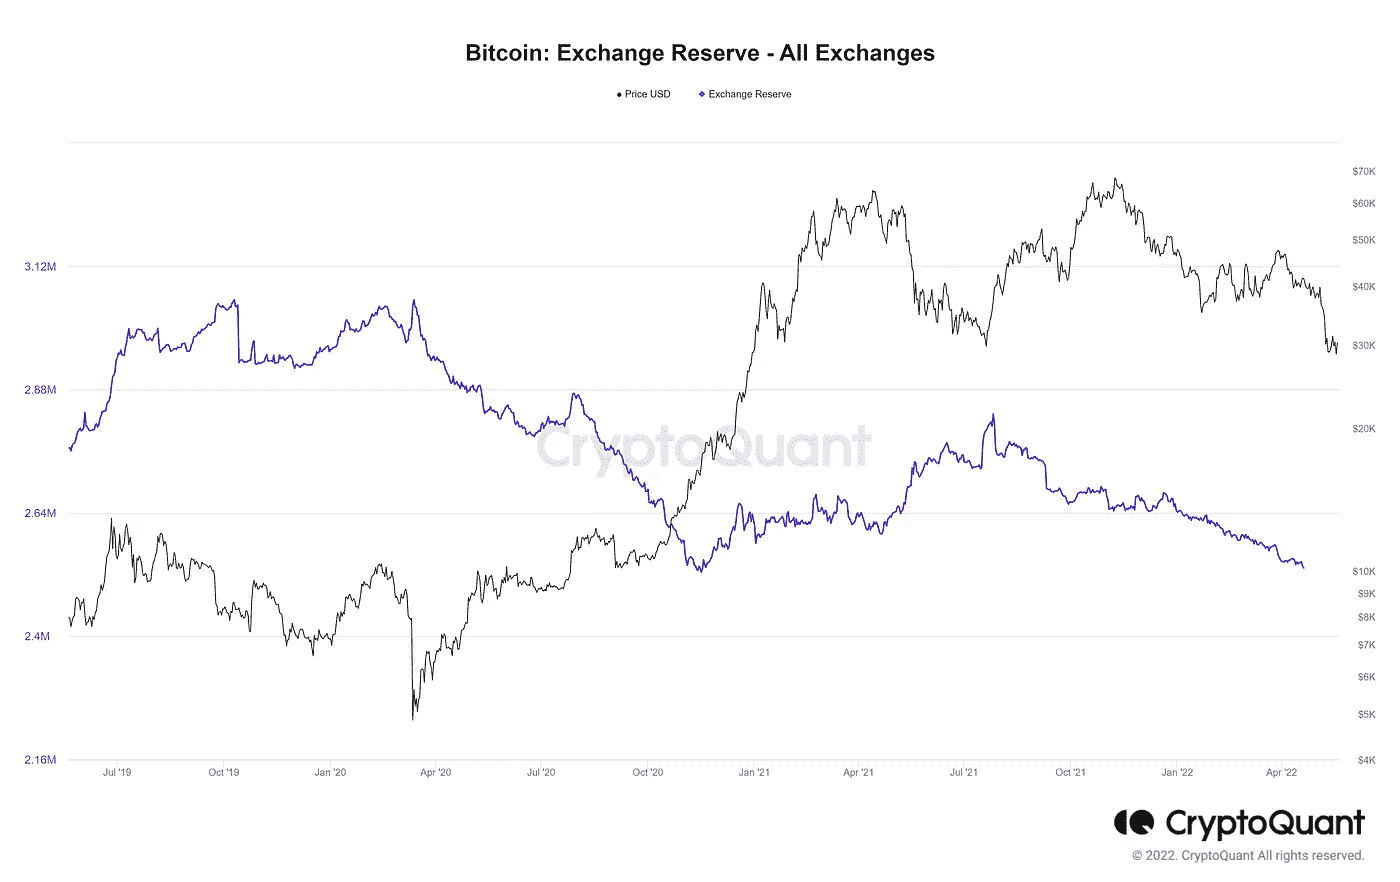 Bitcoin: Exchange Reserve - All Exchanges
Price USD Exchange Reserve
$70K
$60K
$50K
3.12M
$40K
$30K
2.88M
$20K
CryptoQuant
2.64M
$10K
$9K
$8K
2.4M
$7K
$6K
$5K
2.16M
$4K
Jul '19 Oct '19 Jan '20 Apr '20 Jul '20 Oct '20 Jan '21 Apr '21 Jul '21 Oct '21 Jan '22 Apr '22
CryptoQuant
© 2022. CryptoQuant All rights reserved.